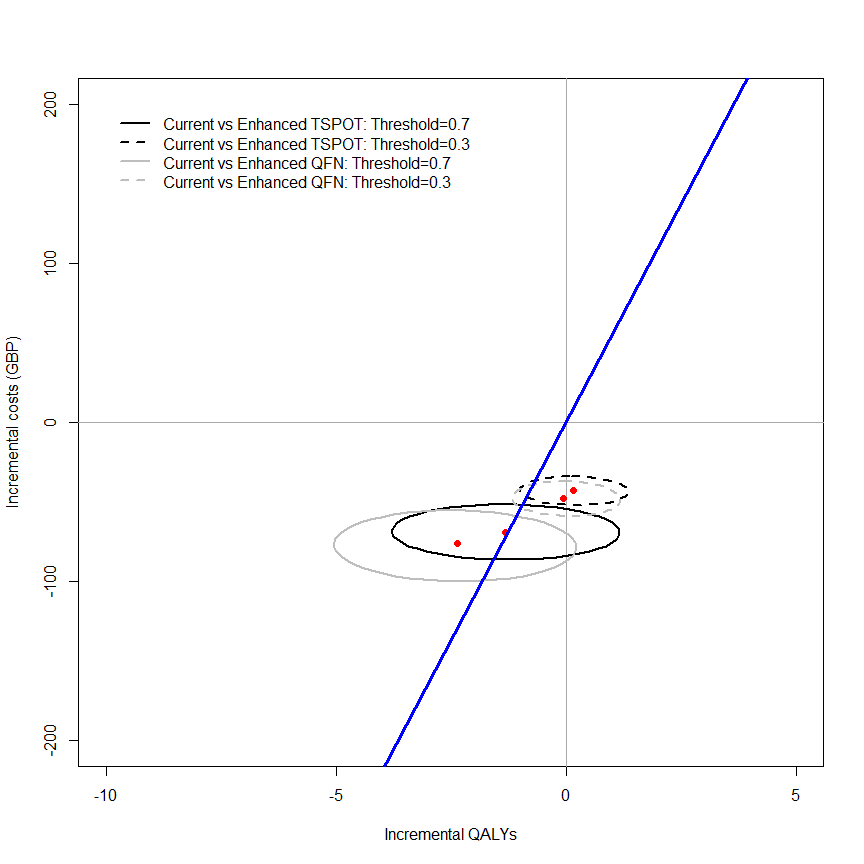 Current vs Enhanced TSPOT: Threshold=0.7
Current vs Enhanced TSPOT: Threshold=0.3
Current vs Enhanced QFN: Threshold=0.7
Current vs Enhanced QFN: Threshold=0.3
Incremental costs (GBP)
200
100
0
-100
-200
-10
-5
0
5
Incremental QALYs